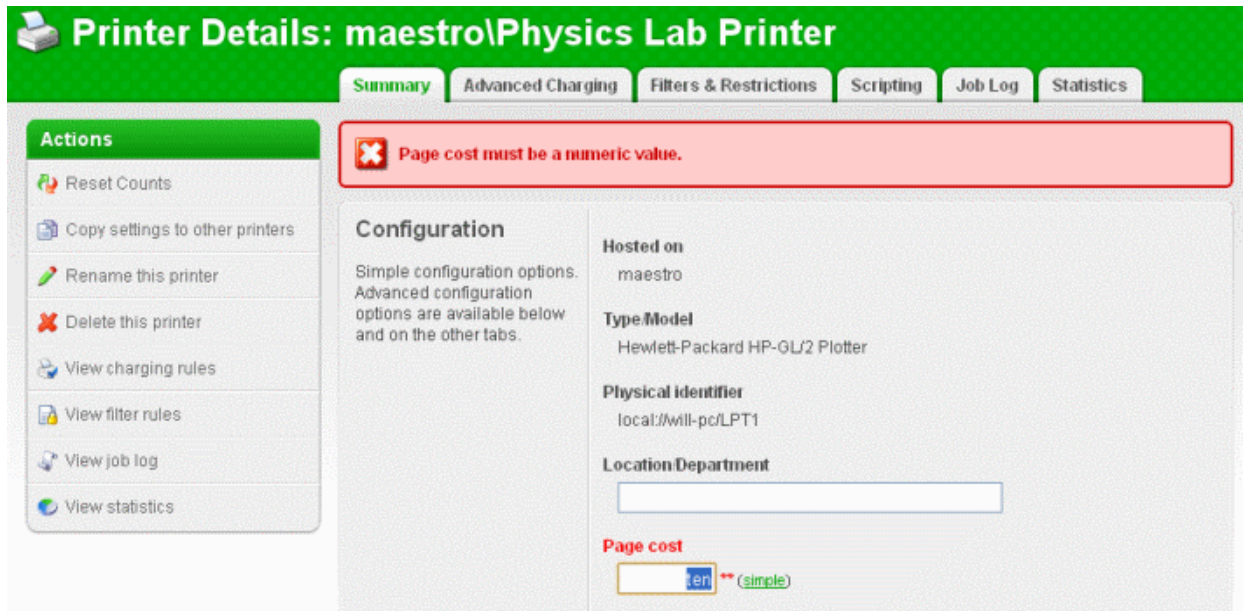 Printer Details: maestro\Physics Lab Printer
Summary
Advanced Charging
Filters & Restrictions
Scripting
Job Log
Statistics
Actions
Reset Counts
Copy settings to other printers
Rename this printer
Delete this printer
View charging rules
View filter rules
View job log
View statistics
Page cost must be a numeric value.
Configuration
Simple configuration options.
Advanced configuration
options are available below
and on the other tabs.
Hosted on
maestro
Type/Model
Hewlett-Packard HP-GL/2 Plotter
Physical identifier
local://will-pc/LPT1
Location/Department
Page cost
ten ** (simple)